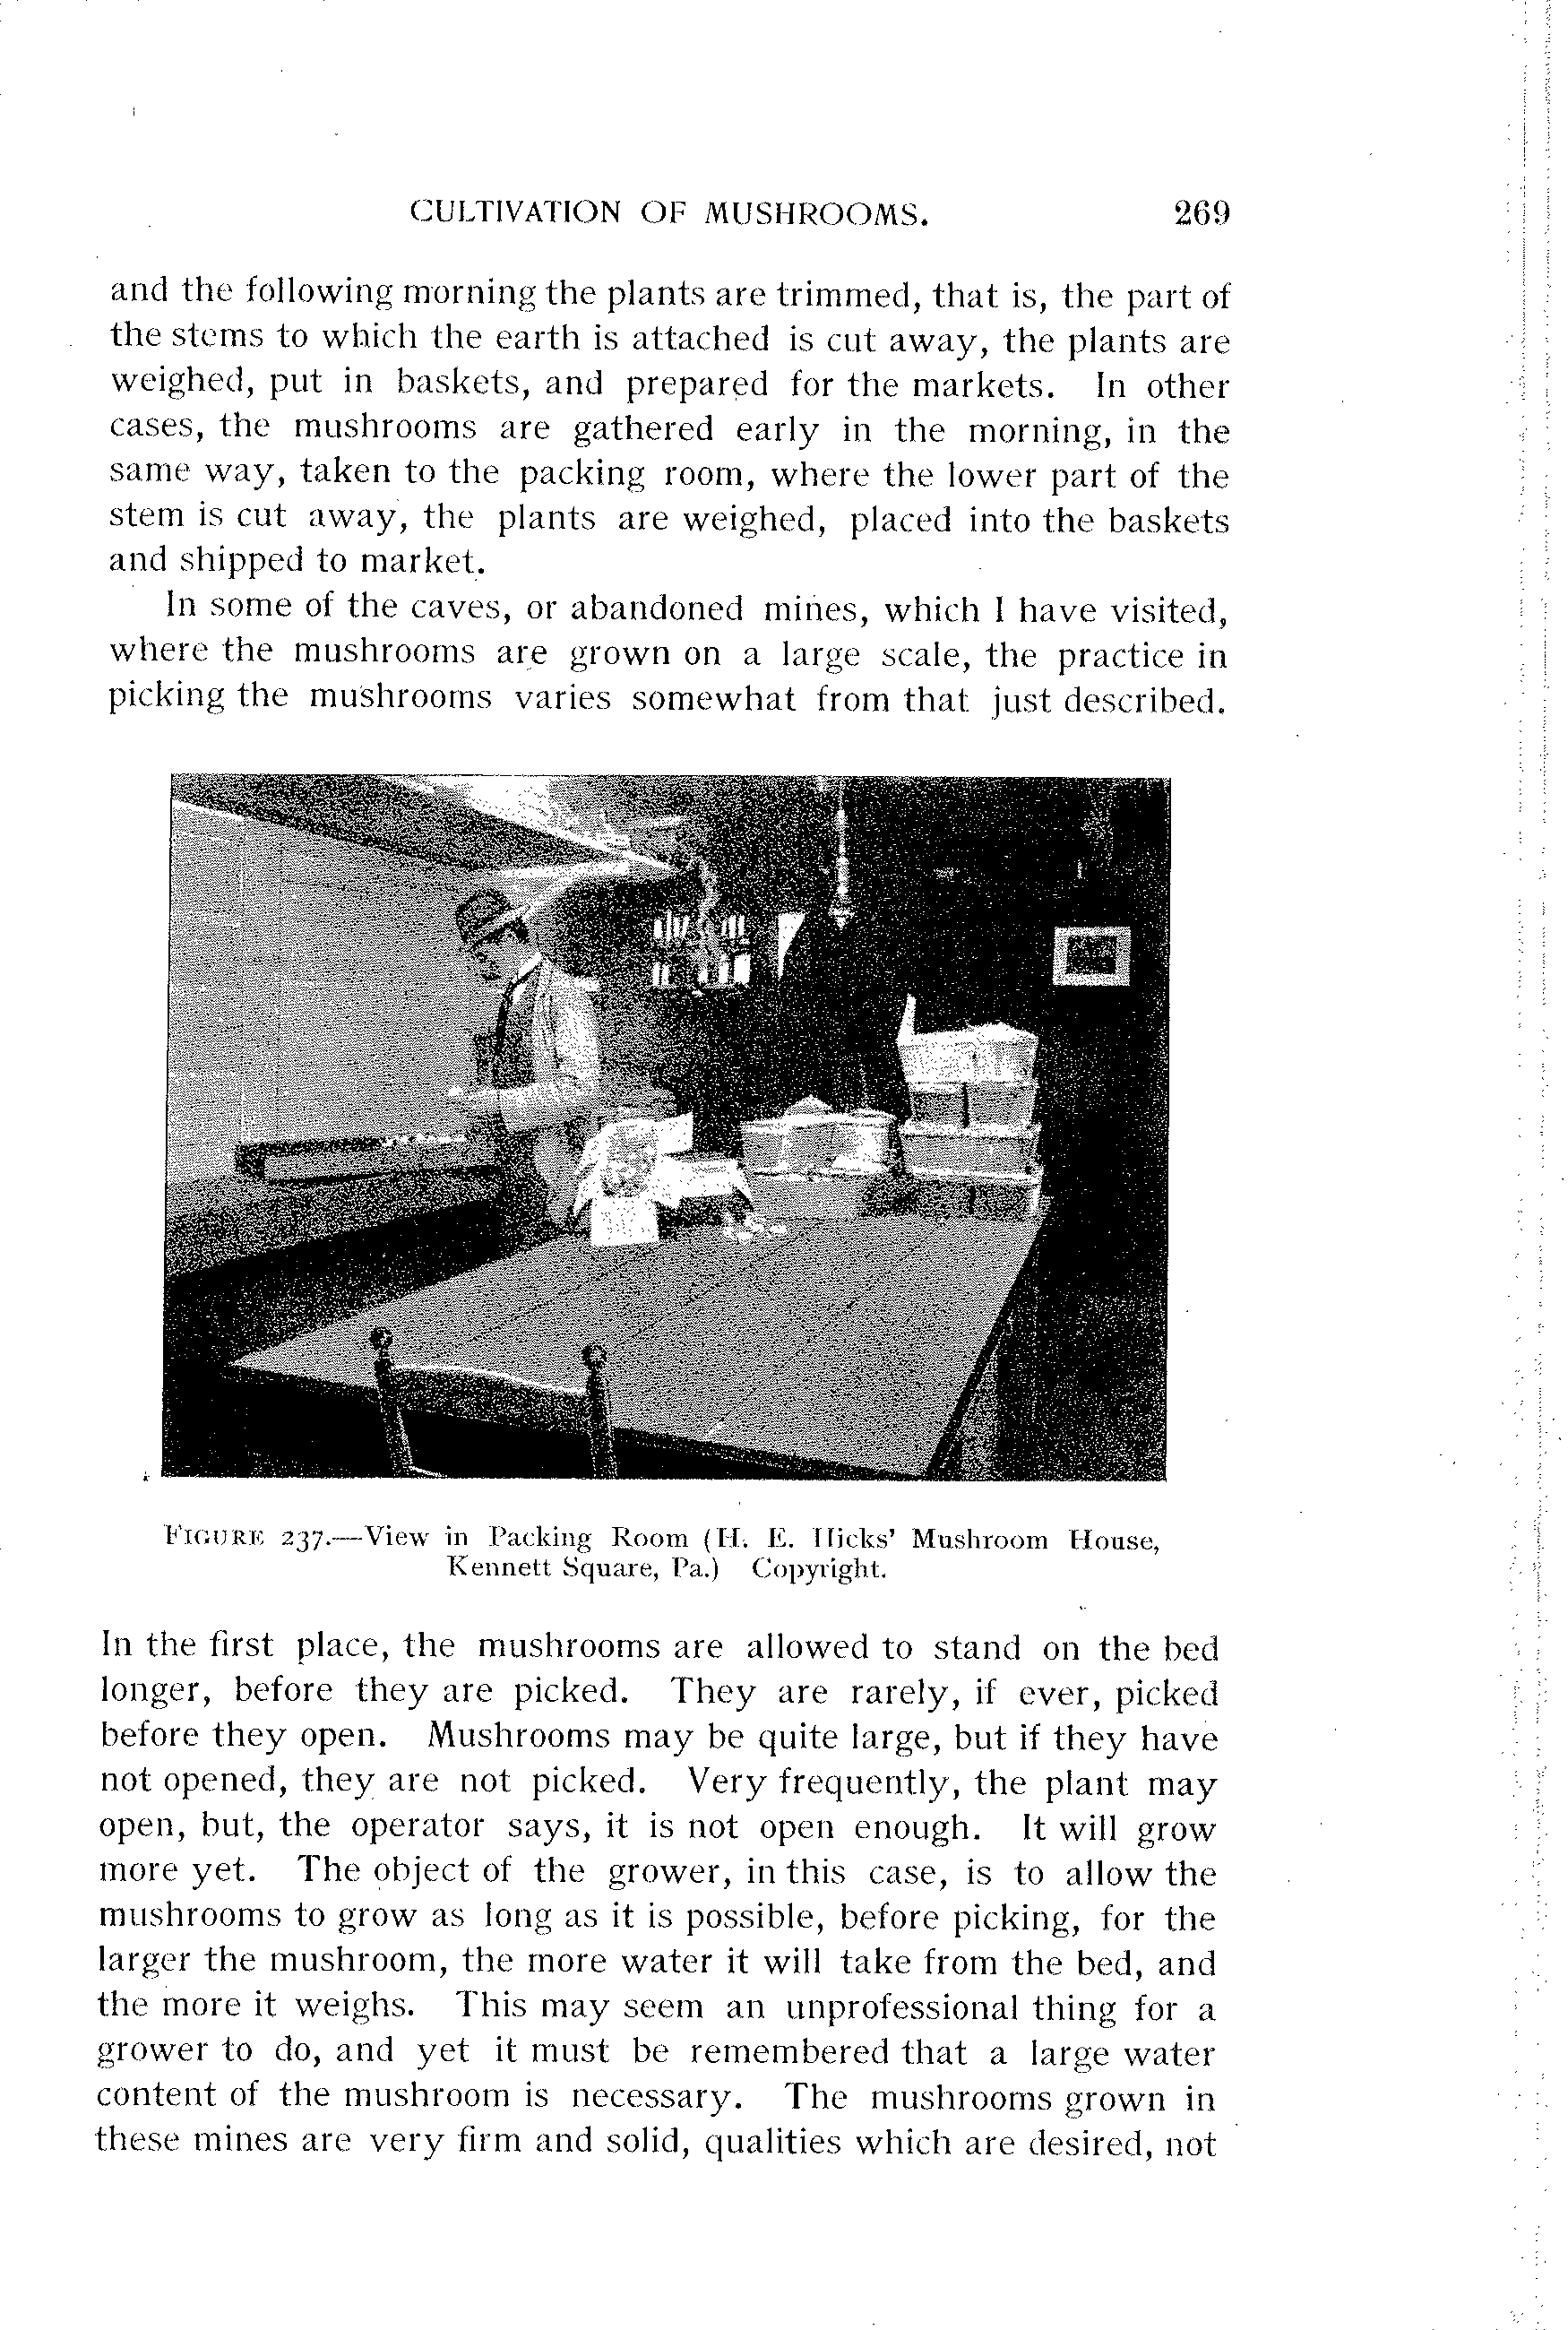 CULTIVATION OF MUSHROOMS. 269
and the following morning the plants are trimmed, that is, the part of
the stems to which the earth is attached is cut away, the plants are
weighed, put in baskets, and prepared for the markets. In other
cases, the mushrooms are gathered early in the morning, in the
same way, taken to the packing room, where the lower part of the
stem is cut away, the plants are weighed, placed into the baskets
and shipped to market.
In some of the caves, or abandoned mines, which I have visited,
where the mushrooms are grown on a large scale, the practice in
picking the mushrooms varies somewhat from that just described.
FIGURE 237.—View in Packing Room (H. E. Hicks' Mushroom House,
Kennett Square, Pa.) Copyright.
In the first place, the mushrooms are allowed to stand on the bed
longer, before they are picked. They are rarely, if ever, picked
before they open. Mushrooms may be quite large, but if they have
not opened, they are not picked. Very frequently, the plant may
open, but, the operator says, it is not open enough. It will grow
more yet. The object of the grower, in this case, is to allow the
mushrooms to grow as long as it is possible, before picking, for the
larger the mushroom, the more water it will take from the bed, and
the more it weighs. This may seem an unprofessional thing for a
grower to do, and yet it must be remembered that a large water
content of the mushroom is necessary. The mushrooms grown in
these mines are very firm and solid, qualities which are desired, not